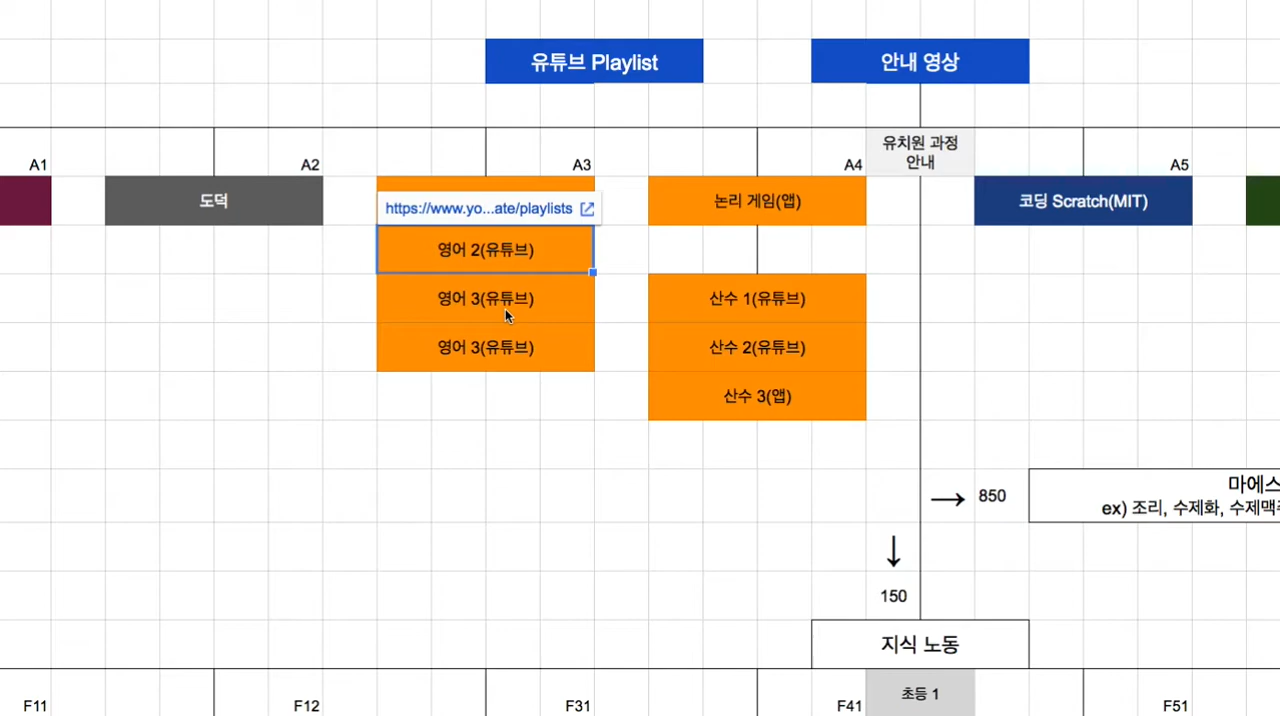 유튜브 Playlist
안내 영상
유치원 과정
안내
A1
A2
A3
A4
A5
도덕
https://www.yo...ate/playlists
논리 게임(앱)
코딩 Scratch(MIT)
영어 2(유튜브)
영어 3(유튜브)
산수 1(유튜브)
영어 3(유튜브)
산수 2(유튜브)
산수 3(앱)
→ 850
마에스
ex) 조리, 수제화, 수제맥
↓
150
지식 노동
초등 1
F11
F12
F31
F41
F51